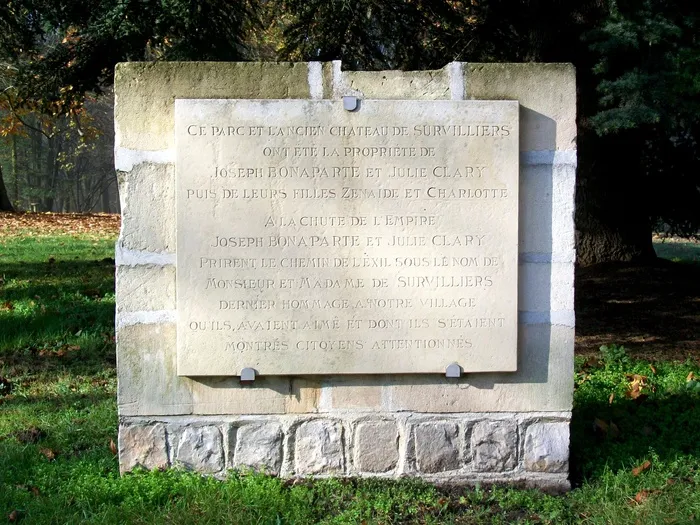 CE PARC ET L'ANCIEN CHATEAU DE SURVILLIERS
ONT ÉTÉ LA PROPRIÉTÉ DE
JOSEPH BONAPARTE ET JULIE CLARY
PUIS DE LEURS FILLES ZENAIDE ET CHARLOTTE
A LA CHUTE DE L'EMPIRE
JOSEPH BONAPARTE ET JULIE CLARY
PRIRENT LE CHEMIN DE L'EXIL SOUS LE NOM DE
MONSIEUR ET MADAME DE SURVILLIERS
DERNIER HOMMAGE A NOTRE VILLAGE
QU'ILS, AVAIENT AIMÉ ET DONT ILS S'ÉTAIENT
MONTRÉS CITOYENS ATTENTIONNÉS